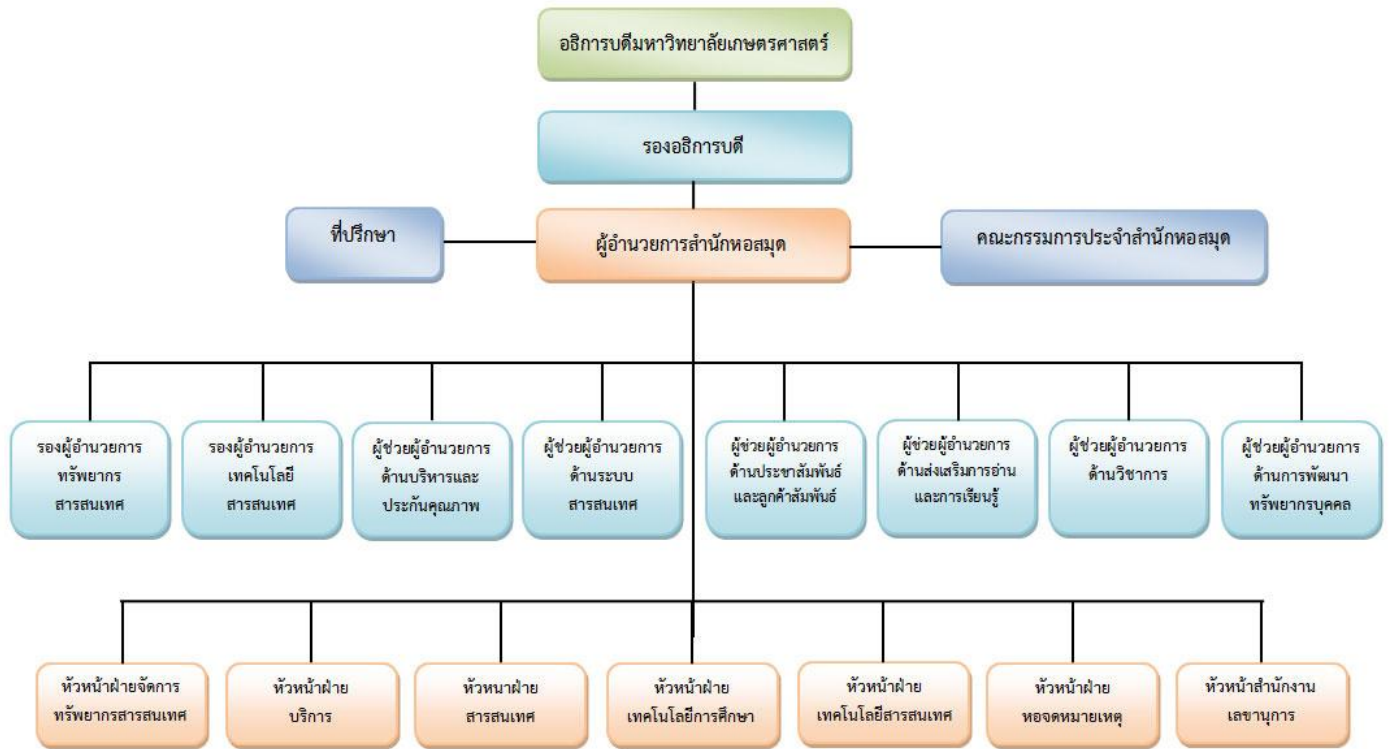 อธิการบดีมหาวิทยาลัยเกษตรศาสตร์
รองอธิการบดี
ที่ปรึกษา
ผู้อำนวยการสำนักหอสมุด
คณะกรรมการประจำสำนักหอสมุด
รองผู้อำนวยการ
ทรัพยากร
สารสนเทศ
รองผู้อำนวยการ
เทคโนโลยี
สารสนเทศ
ผู้ช่วยผู้อำนวยการ
ด้านบริหารและ
ประกันคุณภาพ
ผู้ช่วยผู้อำนวยการ
ด้านระบบ
สารสนเทศ
ผู้ช่วยผู้อำนวยการ
ด้านประชาสัมพันธ์
และลูกค้าสัมพันธ์
ผู้ช่วยผู้อำนวยการ
ด้านส่งเสริมการอ่าน
และการเรียนรู้
ผู้ช่วยผู้อำนวยการ
ด้านวิชาการ
ผู้ช่วยผู้อำนวยการ
ด้านการพัฒนา
ทรัพยากรบุคคล
หัวหน้าฝ่ายจัดการ
ทรัพยากรสารสนเทศ
หัวหน้าฝ่าย
บริการ
หัวหนาฝ่าย
สารสนเทศ
หัวหน้าฝ่าย
เทคโนโลยีการศึกษา
หัวหน้าฝ่าย
เทคโนโลยีสารสนเทศ
หัวหน้าฝ่าย
หอจดหมายเหตุ
หัวหน้าสำนักงาน
เลขานุการ